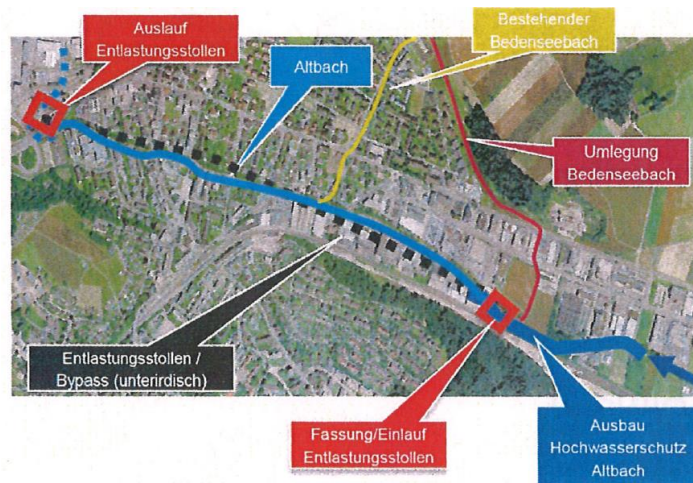 Auslauf
Entlastungsstollen
Altbach
Bestehender
Bedenseebach
Umlegung
Bedenseebach
Entlastungsstollen /
Bypass (unterirdisch)
Fassung/Einlauf
Entlastungsstollen
Ausbau
Hochwasserschutz
Altbach